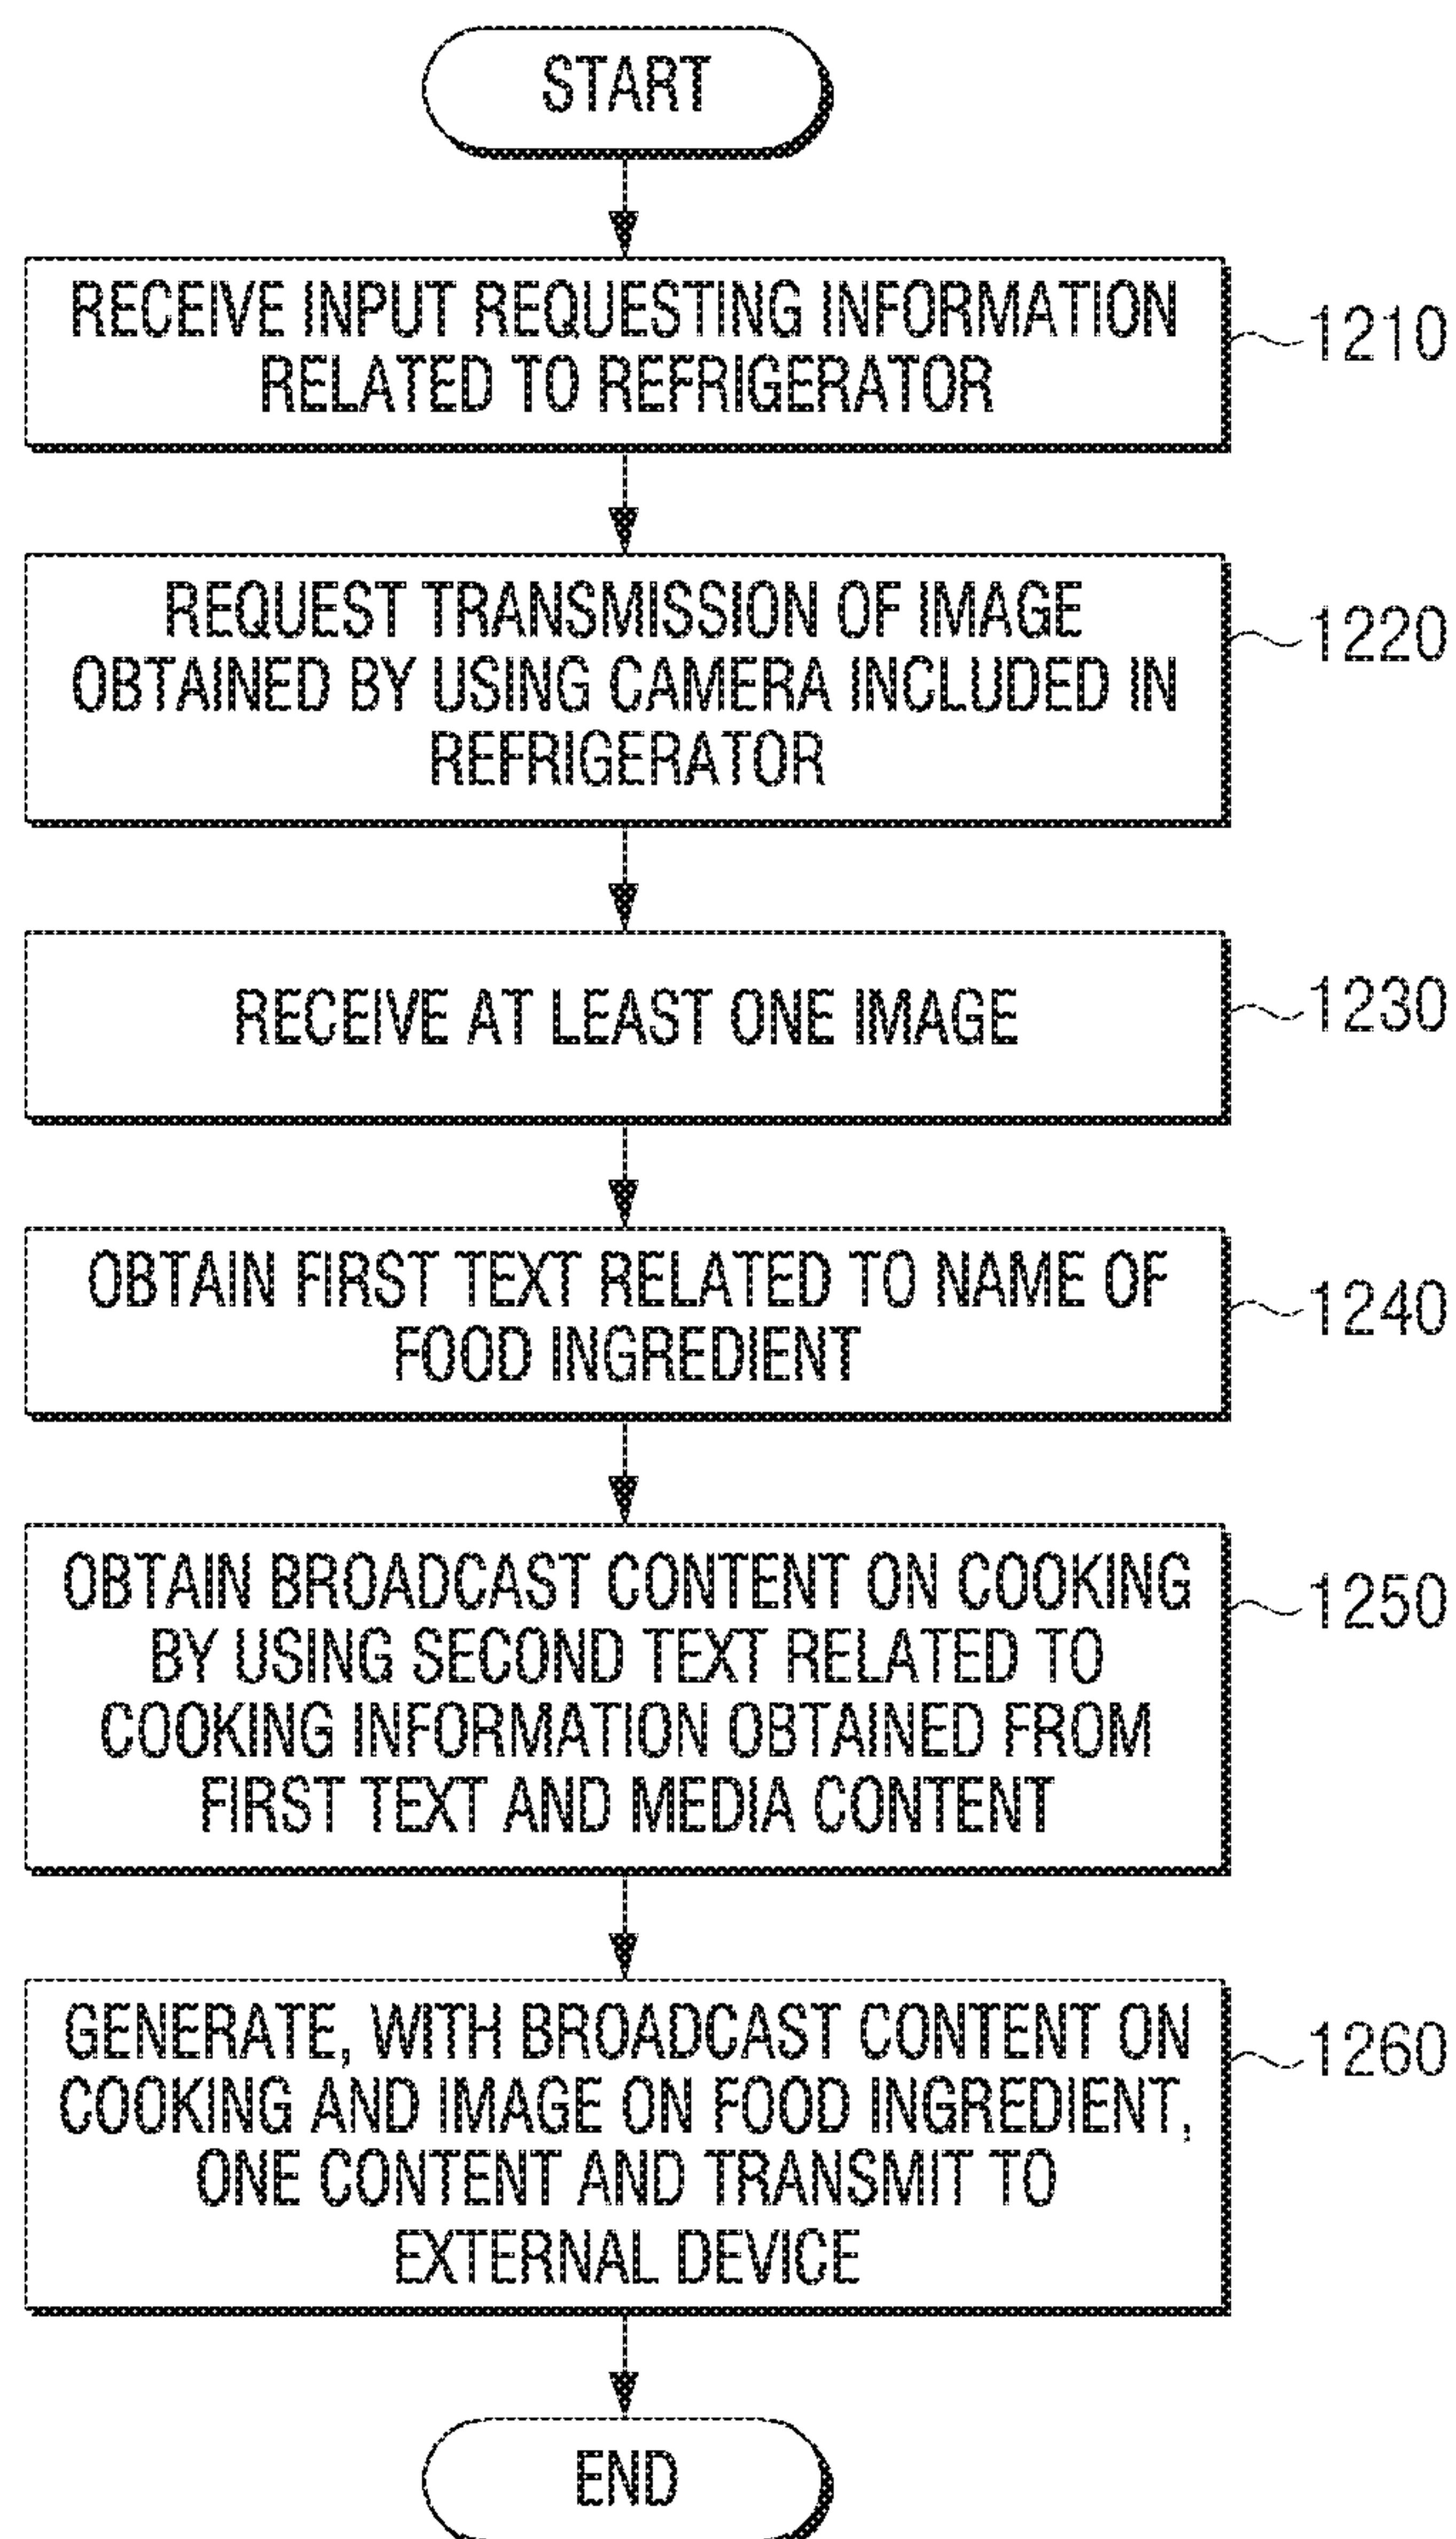 START
RECEIVE INPUT REQUESTING INFORMATION
RELATED TO REFRIGERATOR
1210
REQUEST TRANSMISSION OF IMAGE
OBTAINED BY USING CAMERA INCLUDED IN
REFRIGERATOR
1220
RECEIVE AT LEAST ONE IMAGE
1230
OBTAIN FIRST TEXT RELATED TO NAME OF
FOOD INGREDIENT
1240
OBTAIN BROADCAST CONTENT ON COOKING
BY USING SECOND TEXT RELATED TO
COOKING INFORMATION OBTAINED FROM
FIRST TEXT AND MEDIA CONTENT
1250
GENERATE, WITH BROADCAST CONTENT ON
COOKING AND IMAGE ON FOOD INGREDIENT,
ONE CONTENT AND TRANSMIT TO
EXTERNAL DEVICE
1260
END